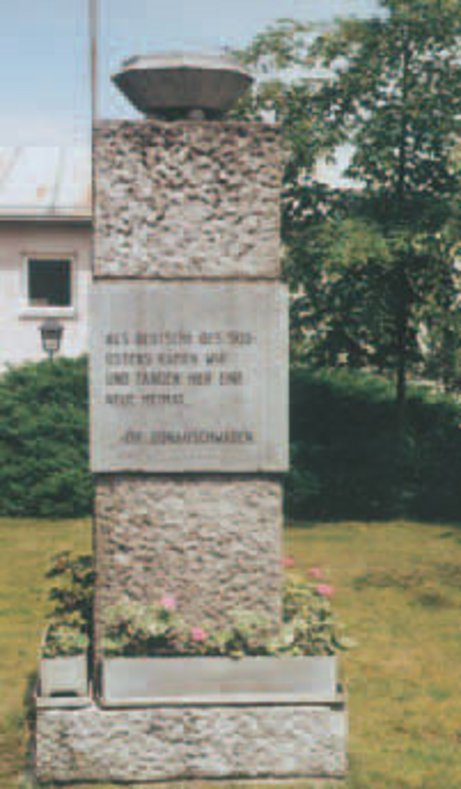 ALS DEUTSCHE DES SÜD-
OSTENS KAMEN WIR
UND FANDEN HIER EINE
NEUE HEIMAT.
DIE DONAUSCHWABEN